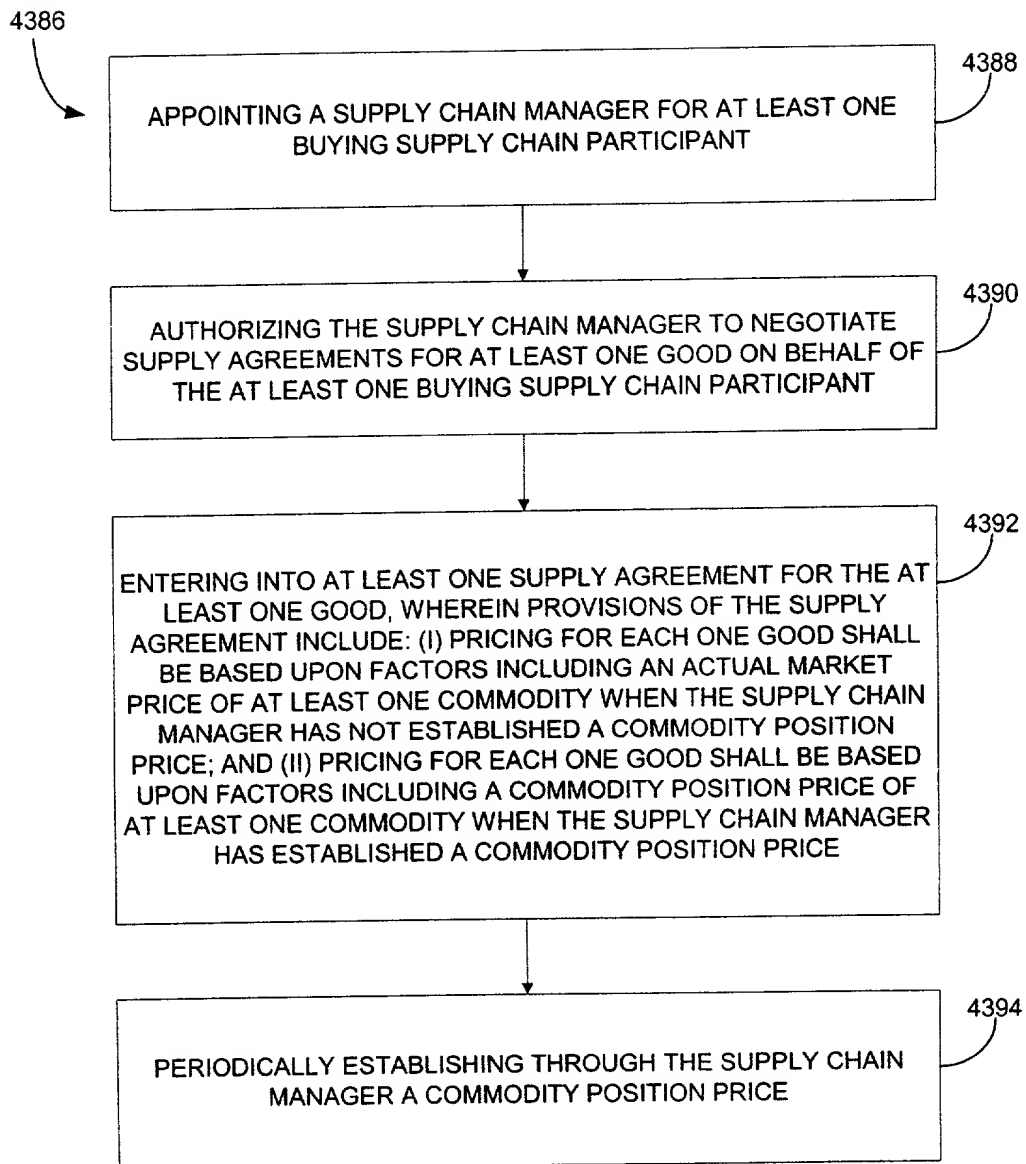 4386
4388
APPOINTING A SUPPLY CHAIN MANAGER FOR AT LEAST ONE
BUYING SUPPLY CHAIN PARTICIPANT
4390
AUTHORIZING THE SUPPLY CHAIN MANAGER TO NEGOTIATE
SUPPLY AGREEMENTS FOR AT LEAST ONE GOOD ON BEHALF OF
THE AT LEAST ONE BUYING SUPPLY CHAIN PARTICIPANT
4392
ENTERING INTO AT LEAST ONE SUPPLY AGREEMENT FOR THE AT
LEAST ONE GOOD, WHEREIN PROVISIONS OF THE SUPPLY
AGREEMENT INCLUDE: (I) PRICING FOR EACH ONE GOOD SHALL
BE BASED UPON FACTORS INCLUDING AN ACTUAL MARKET
PRICE OF AT LEAST ONE COMMODITY WHEN THE SUPPLY CHAIN
MANAGER HAS NOT ESTABLISHED A COMMODITY POSITION
PRICE; AND (II) PRICING FOR EACH ONE GOOD SHALL BE BASED
UPON FACTORS INCLUDING A COMMODITY POSITION PRICE OF
AT LEAST ONE COMMODITY WHEN THE SUPPLY CHAIN MANAGER
HAS ESTABLISHED A COMMODITY POSITION PRICE
4394
PERIODICALLY ESTABLISHING THROUGH THE SUPPLY CHAIN
MANAGER A COMMODITY POSITION PRICE